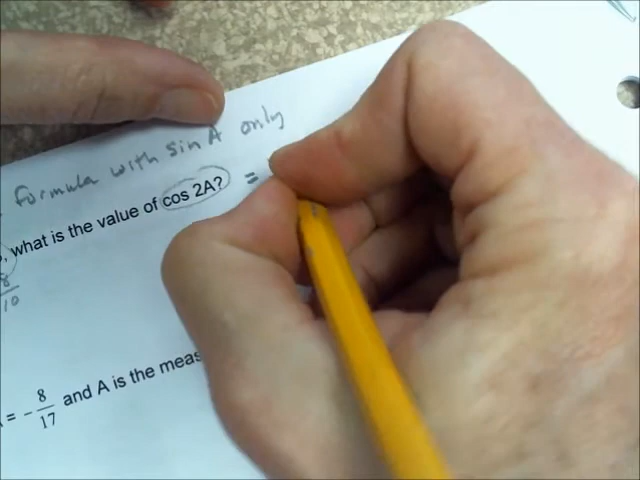 formula with sin A only
, what is the value of cos 2A? =
8
10
= - 8/17 and A is the meas